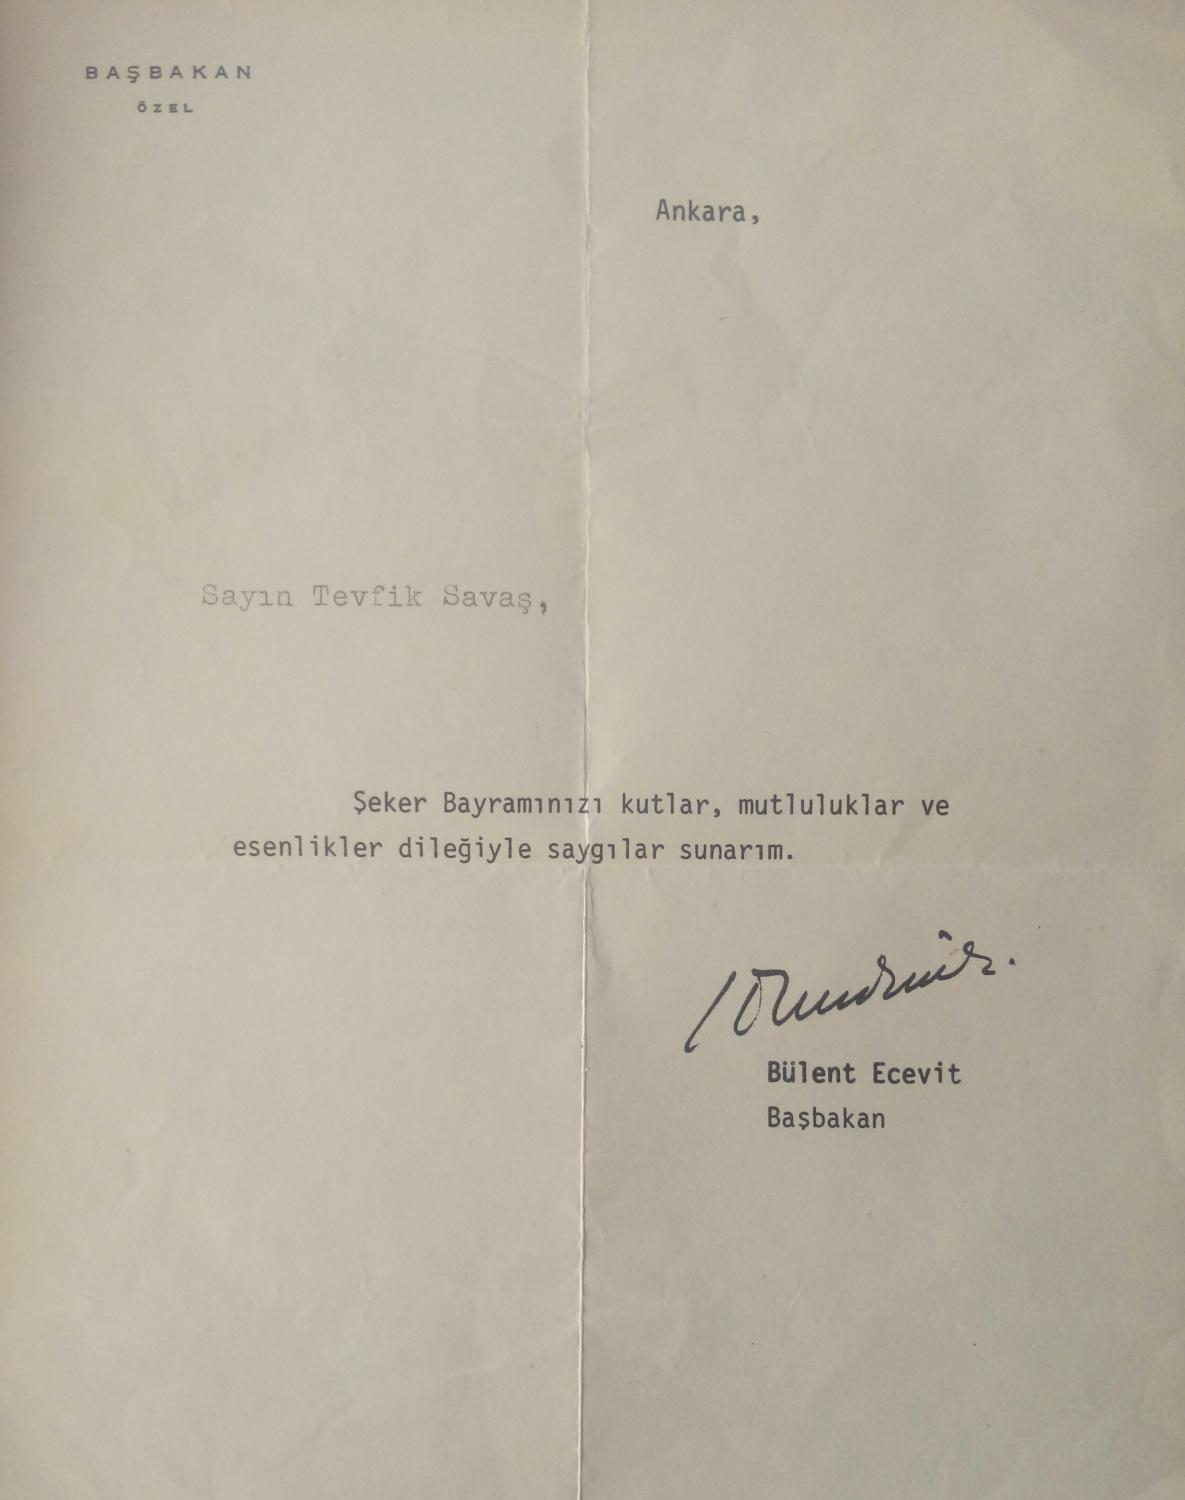 BAŞBAKAN
ÖZEL
Ankara,
Sayın Tevfik Savaş,
Şeker Bayramınızı kutlar, mutluluklar ve
esenlikler dileğiyle saygılar sunarım.
Bülent Ecevit
Başbakan